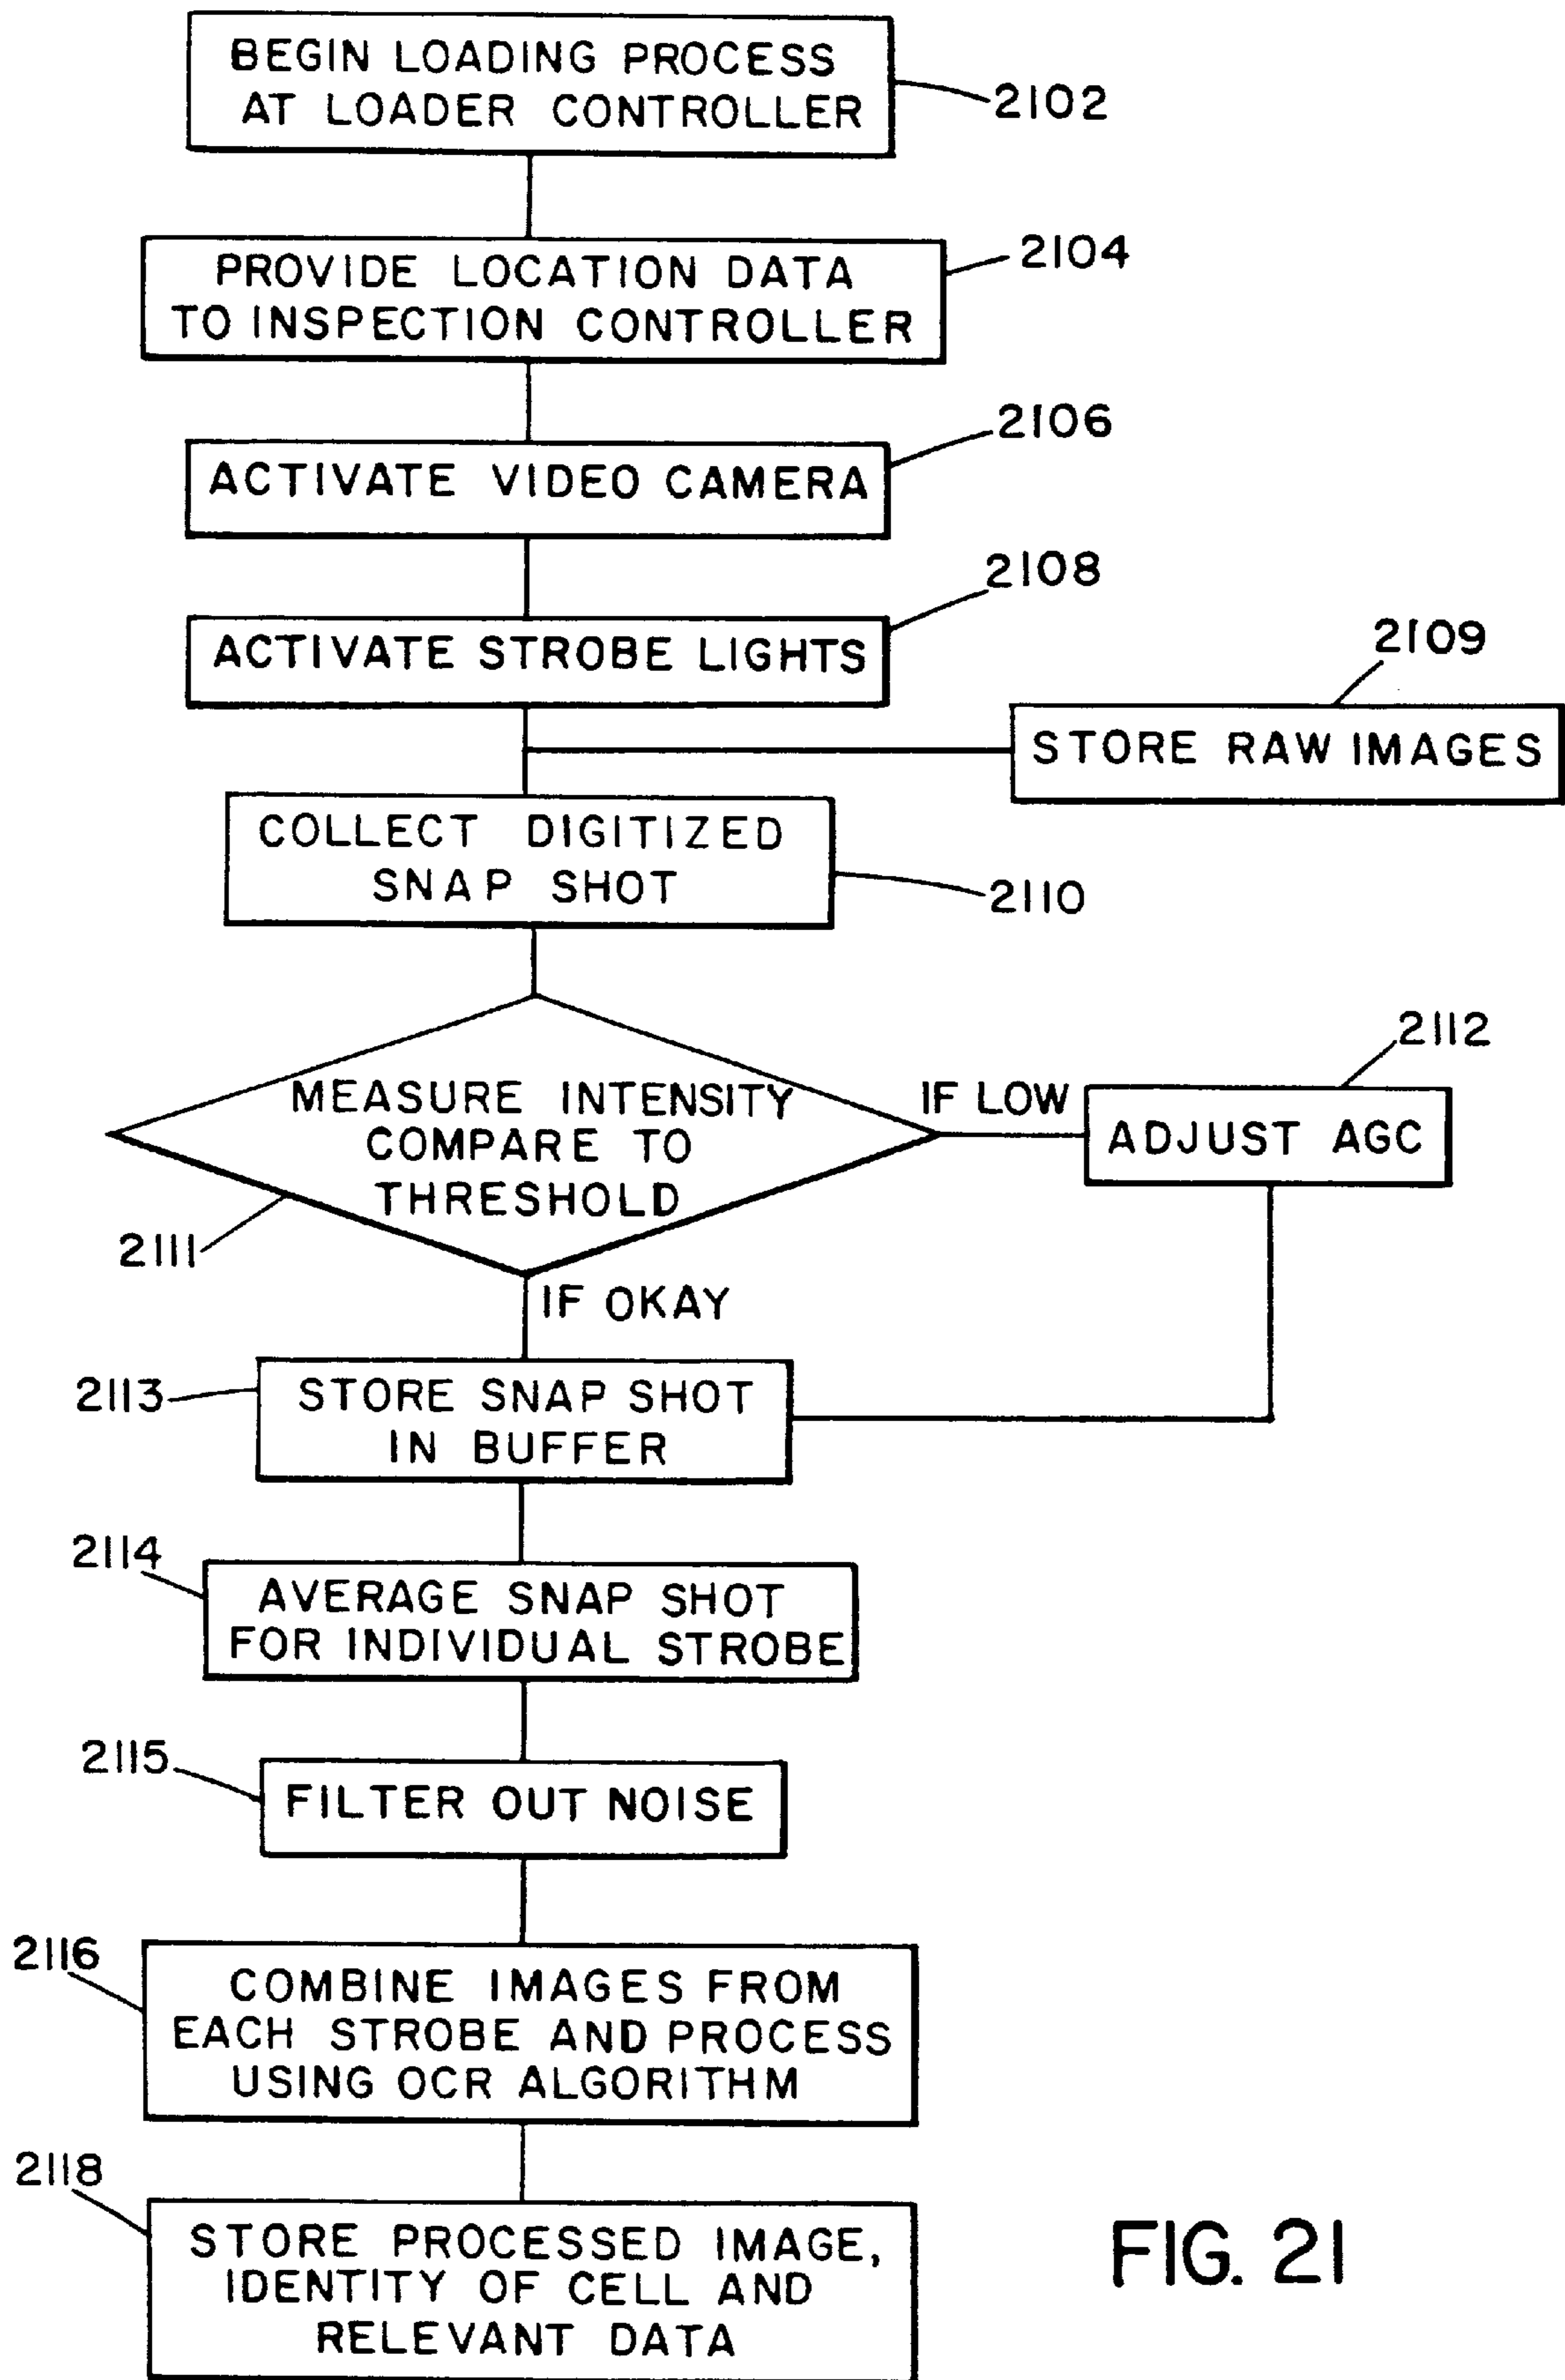 BEGIN LOADING PROCESS
AT LOADER CONTROLLER
2102
PROVIDE LOCATION DATA
TO INSPECTION CONTROLLER
2104
ACTIVATE VIDEO CAMERA
2106
ACTIVATE STROBE LIGHTS
2108
STORE RAW IMAGES
2109
COLLECT DIGITIZED
SNAP SHOT
2110
MEASURE INTENSITY
COMPARE TO
THRESHOLD
2111
IF LOW
ADJUST AGC
2112
IF OKAY
STORE SNAP SHOT
IN BUFFER
2113
AVERAGE SNAP SHOT
FOR INDIVIDUAL STROBE
2114
FILTER OUT NOISE
2115
COMBINE IMAGES FROM
EACH STROBE AND PROCESS
USING OCR ALGORITHM
2116
STORE PROCESSED IMAGE,
IDENTITY OF CELL AND
RELEVANT DATA
2118
FIG. 21